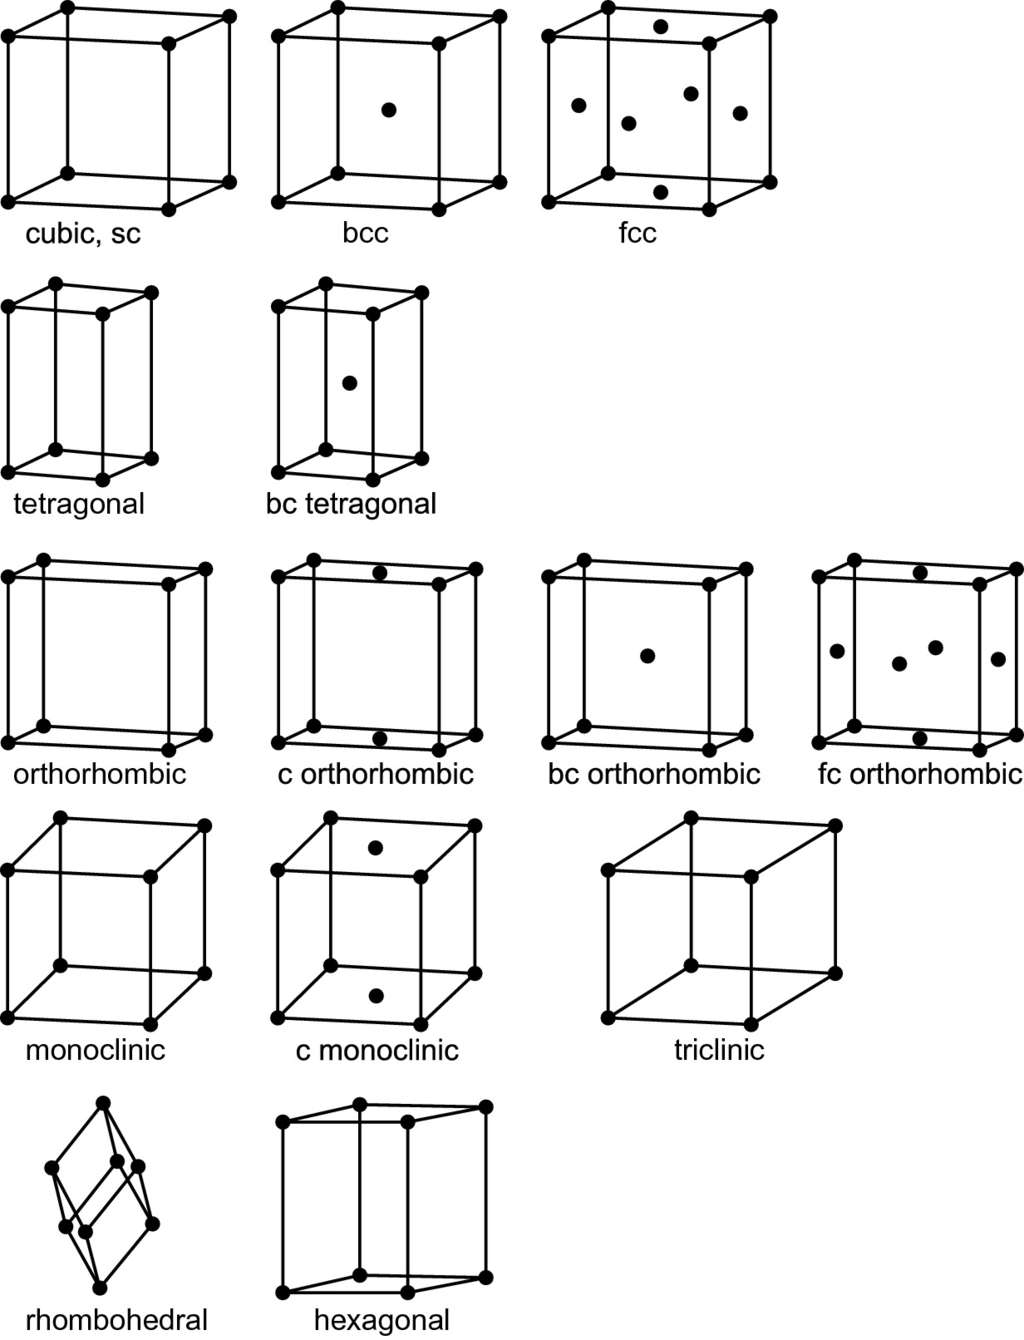 cubic, sc
bcc
fcc
tetragonal
bc tetragonal
orthorhombic
c orthorhombic
bc orthorhombic
fc orthorhombic
monoclinic
c monoclinic
triclinic
rhombohedral
hexagonal